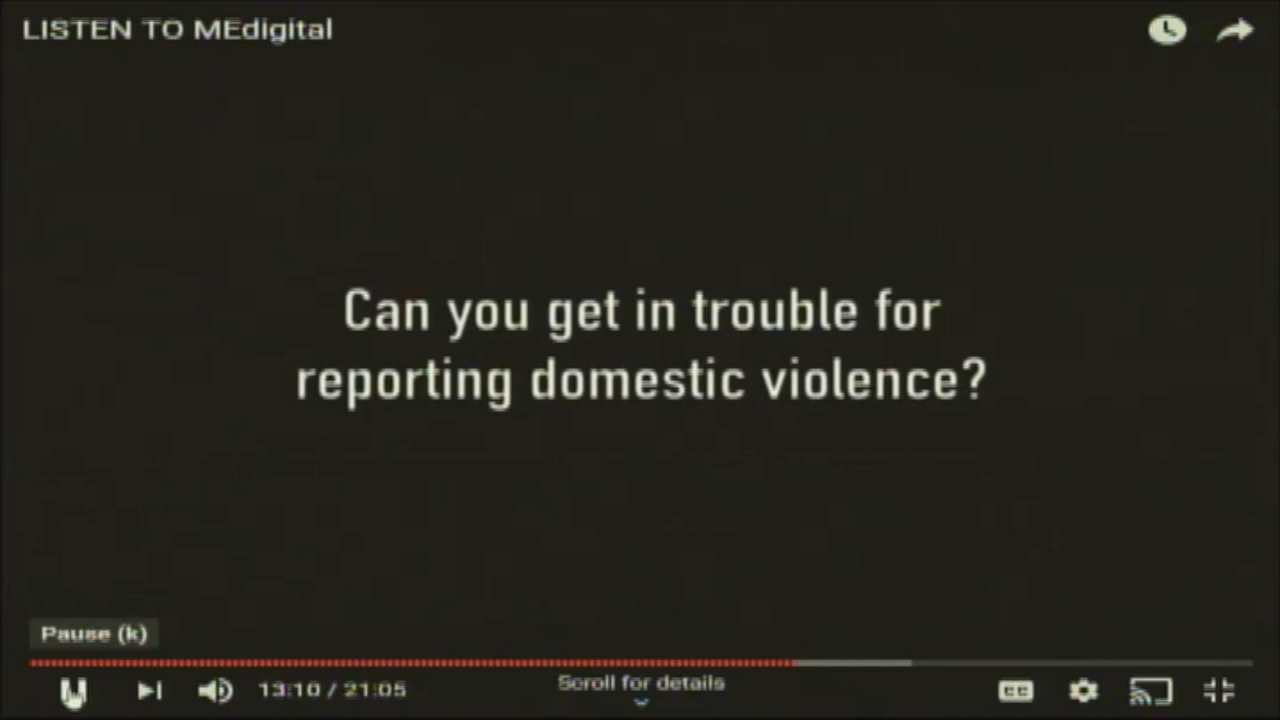 LISTEN TO MEdigital
Can you get in trouble for
reporting domestic violence?
Pause (k)
13:10 / 21:05
Scroll for details
CC